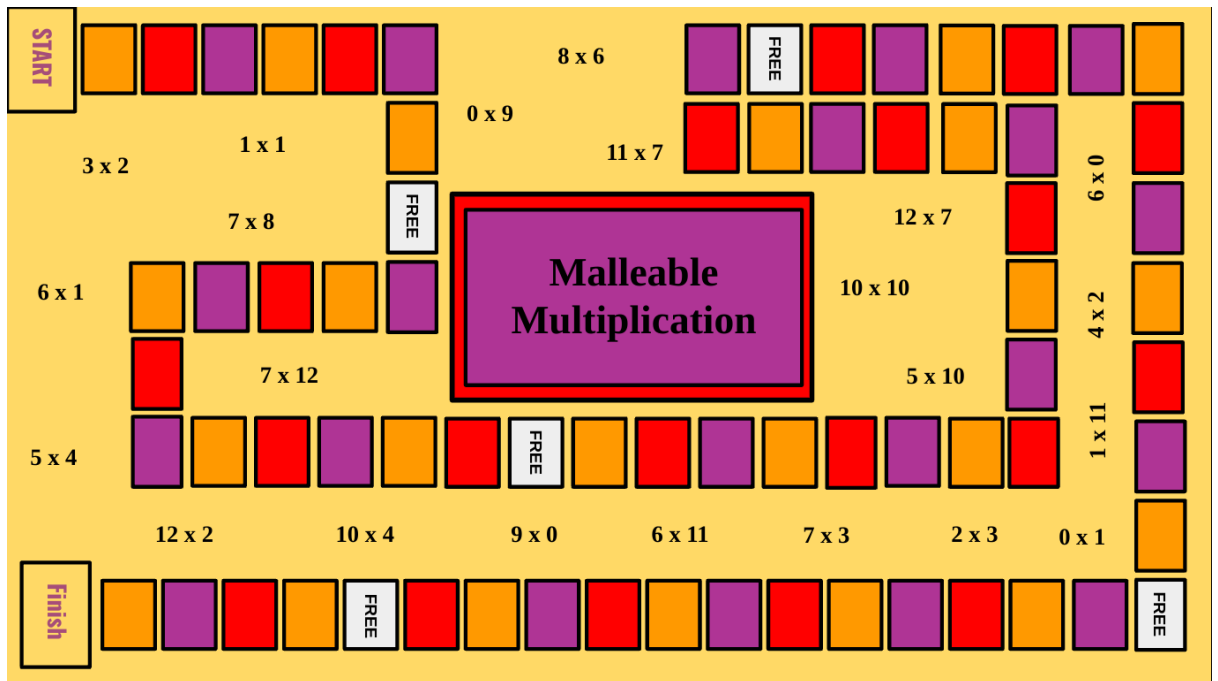 START
8 x 6
FREE
0 x 9
1 x 1
11 x 7
3 x 2
6 x 0
7 x 8
FREE
12 x 7
Malleable
Multiplication
6 x 1
10 x 10
4 x 2
7 x 12
5 x 10
1 x 11
5 x 4
FREE
12 x 2
10 x 4
9 x 0
6 x 11
7 x 3
2 x 3
0 x 1
Finish
FREE
FREE